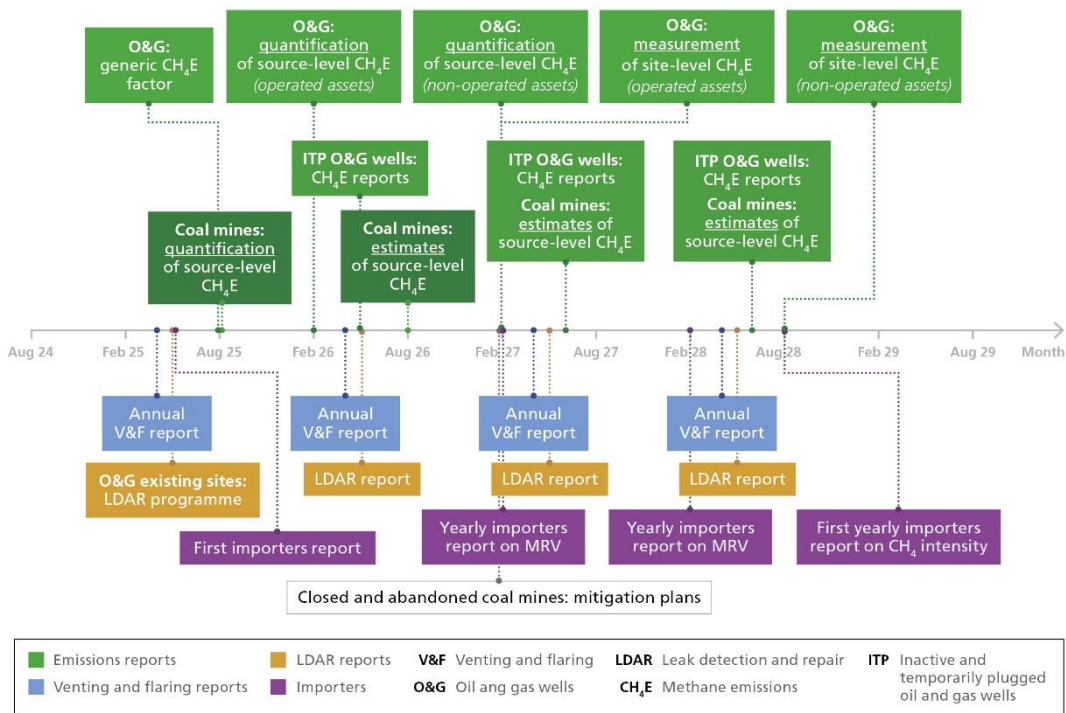 O&G:
generic CH₄E
factor
O&G:
quantification
of source-level CH₄E
(operated assets)
O&G:
quantification
of source-level CH₄E
(non-operated assets)
O&G:
measurement
of site-level CH₄E
(operated assets)
O&G:
measurement
of site-level CH₄E
(non-operated assets)
ITP O&G wells:
CH₄E reports
ITP O&G wells:
CH₄E reports
Coal mines:
estimates of
source-level CH₄E
ITP O&G wells:
CH₄E reports
Coal mines:
estimates of
source-level CH₄E
Coal mines:
quantification
of source-level
CH₄E
Coal mines:
estimates
of source-level
CH₄E
Aug 24
Feb 25
Aug 25
Feb 26
Aug 26
Feb 27
Aug 27
Feb 28
Aug 28
Feb 29
Aug 29
Month
Annual
V&F report
Annual
V&F report
Annual
V&F report
Annual
V&F report
O&G existing sites:
LDAR programme
LDAR report
LDAR report
LDAR report
First importers report
Yearly importers
report on MRV
Yearly importers
report on MRV
First yearly importers
report on CH₄ intensity
Closed and abandoned coal mines: mitigation plans
Emissions reports
Venting and flaring reports
LDAR reports
Importers
V&F Venting and flaring
O&G Oil ang gas wells
LDAR Leak detection and repair
CH₄E Methane emissions
ITP Inactive and
temporarily plugged
oil and gas wells